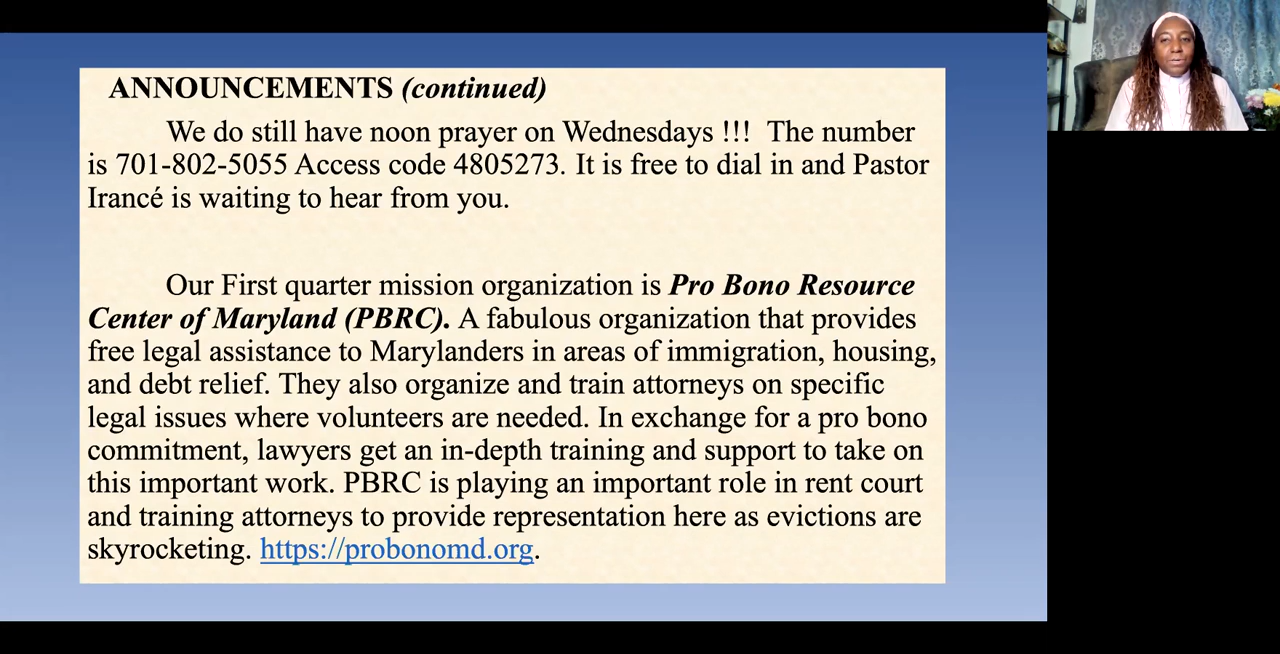 ANNOUNCEMENTS (continued)
We do still have noon prayer on Wednesdays !!! The number
is 701-802-5055 Access code 4805273. It is free to dial in and Pastor
Irancé is waiting to hear from you.
Our First quarter mission organization is Pro Bono Resource
Center of Maryland (PBRC). A fabulous organization that provides
free legal assistance to Marylanders in areas of immigration, housing,
and debt relief. They also organize and train attorneys on specific
legal issues where volunteers are needed. In exchange for a pro bono
commitment, lawyers get an in-depth training and support to take on
this important work. PBRC is playing an important role in rent court
and training attorneys to provide representation here as evictions are
skyrocketing. https://probonomd.org.